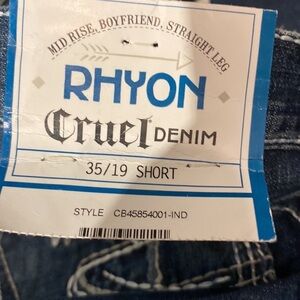 MID RISE, BOYFRIEND, STRAIGHT LEG
RHYON
Cruel DENIM
35/19 SHORT
STYLE CB45854001-IND